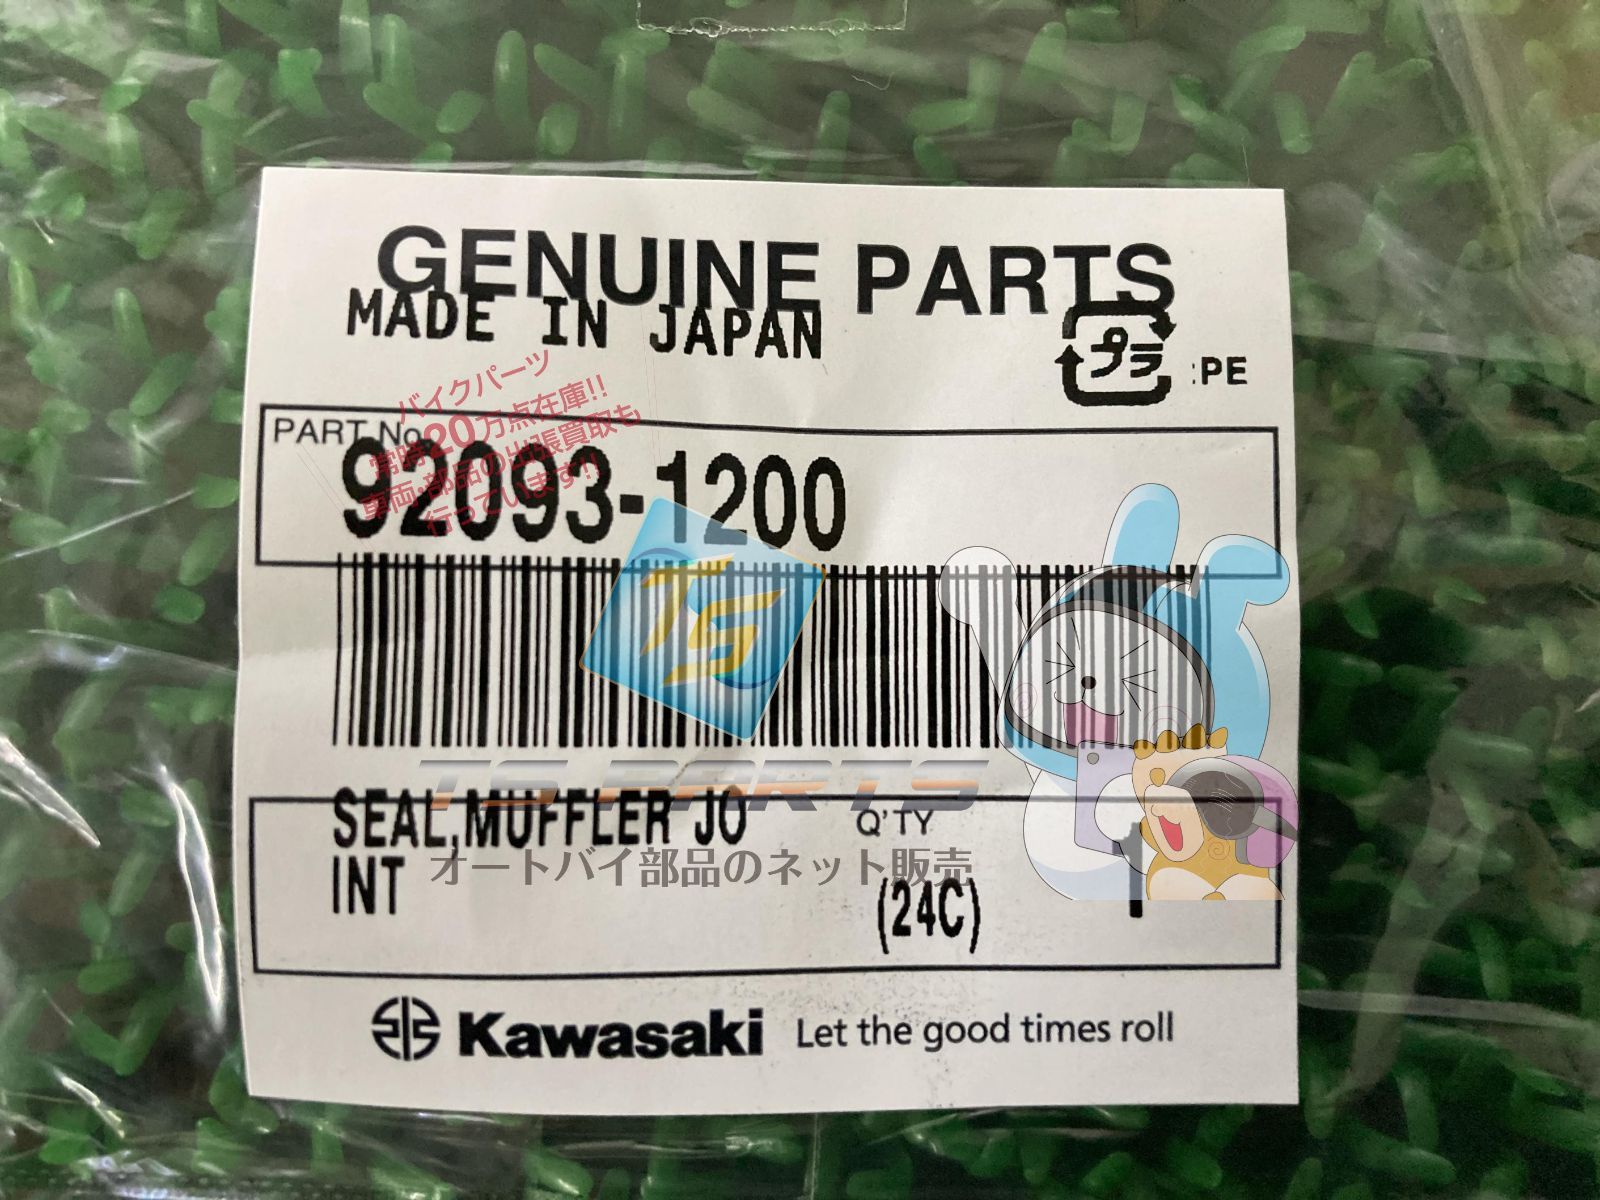 GENUINE PARTS
MADE IN JAPAN
プラ
:PE
バイクパーツ
常時20万点在庫!!
車両・部品の出張買取も
行っています!!
PART No.
92093-1200
TS
TS PARTS
SEAL,MUFFLER JO
INT
Q'TY
1
オートバイ部品のネット販売
(24C)
Kawasaki Let the good times roll